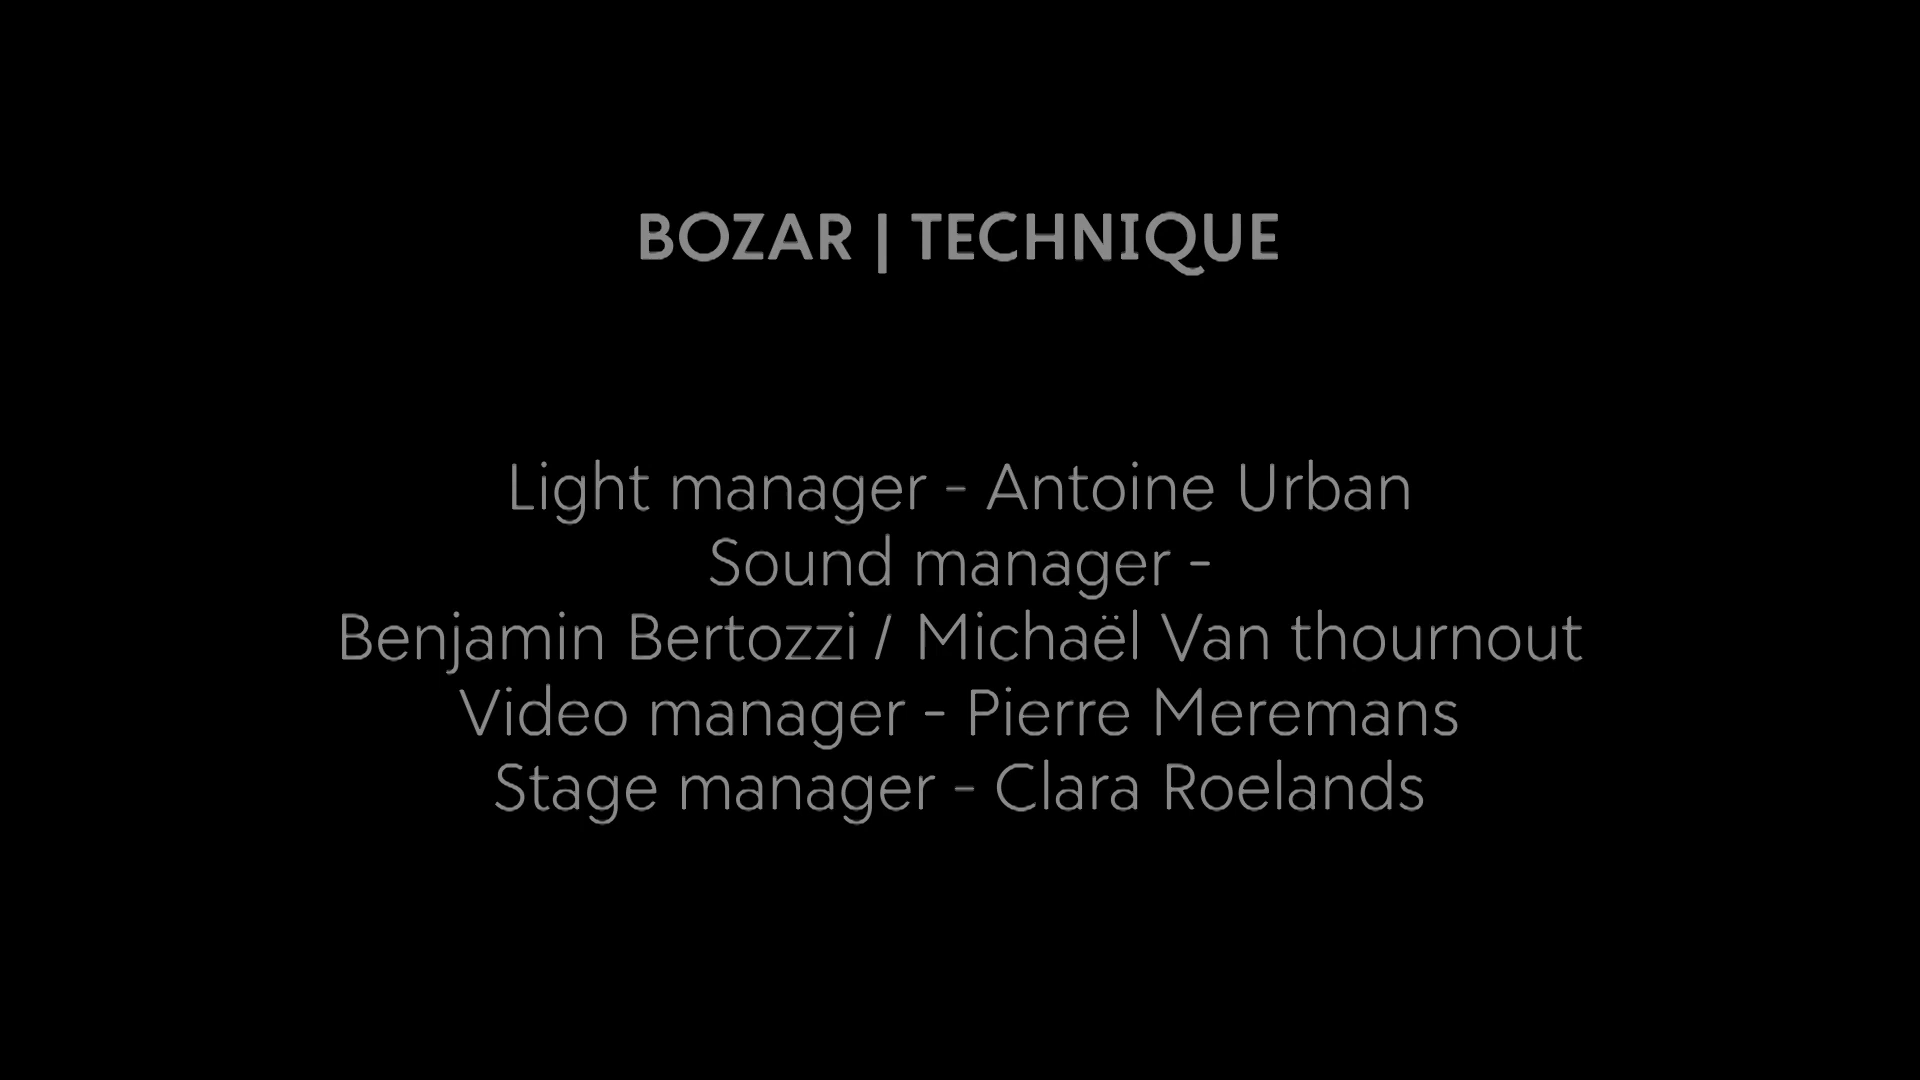 BOZAR | TECHNIQUE
Light manager - Antoine Urban
Sound manager -
Benjamin Bertozzi / Michaël Van thournout
Video manager - Pierre Meremans
Stage manager - Clara Roelands